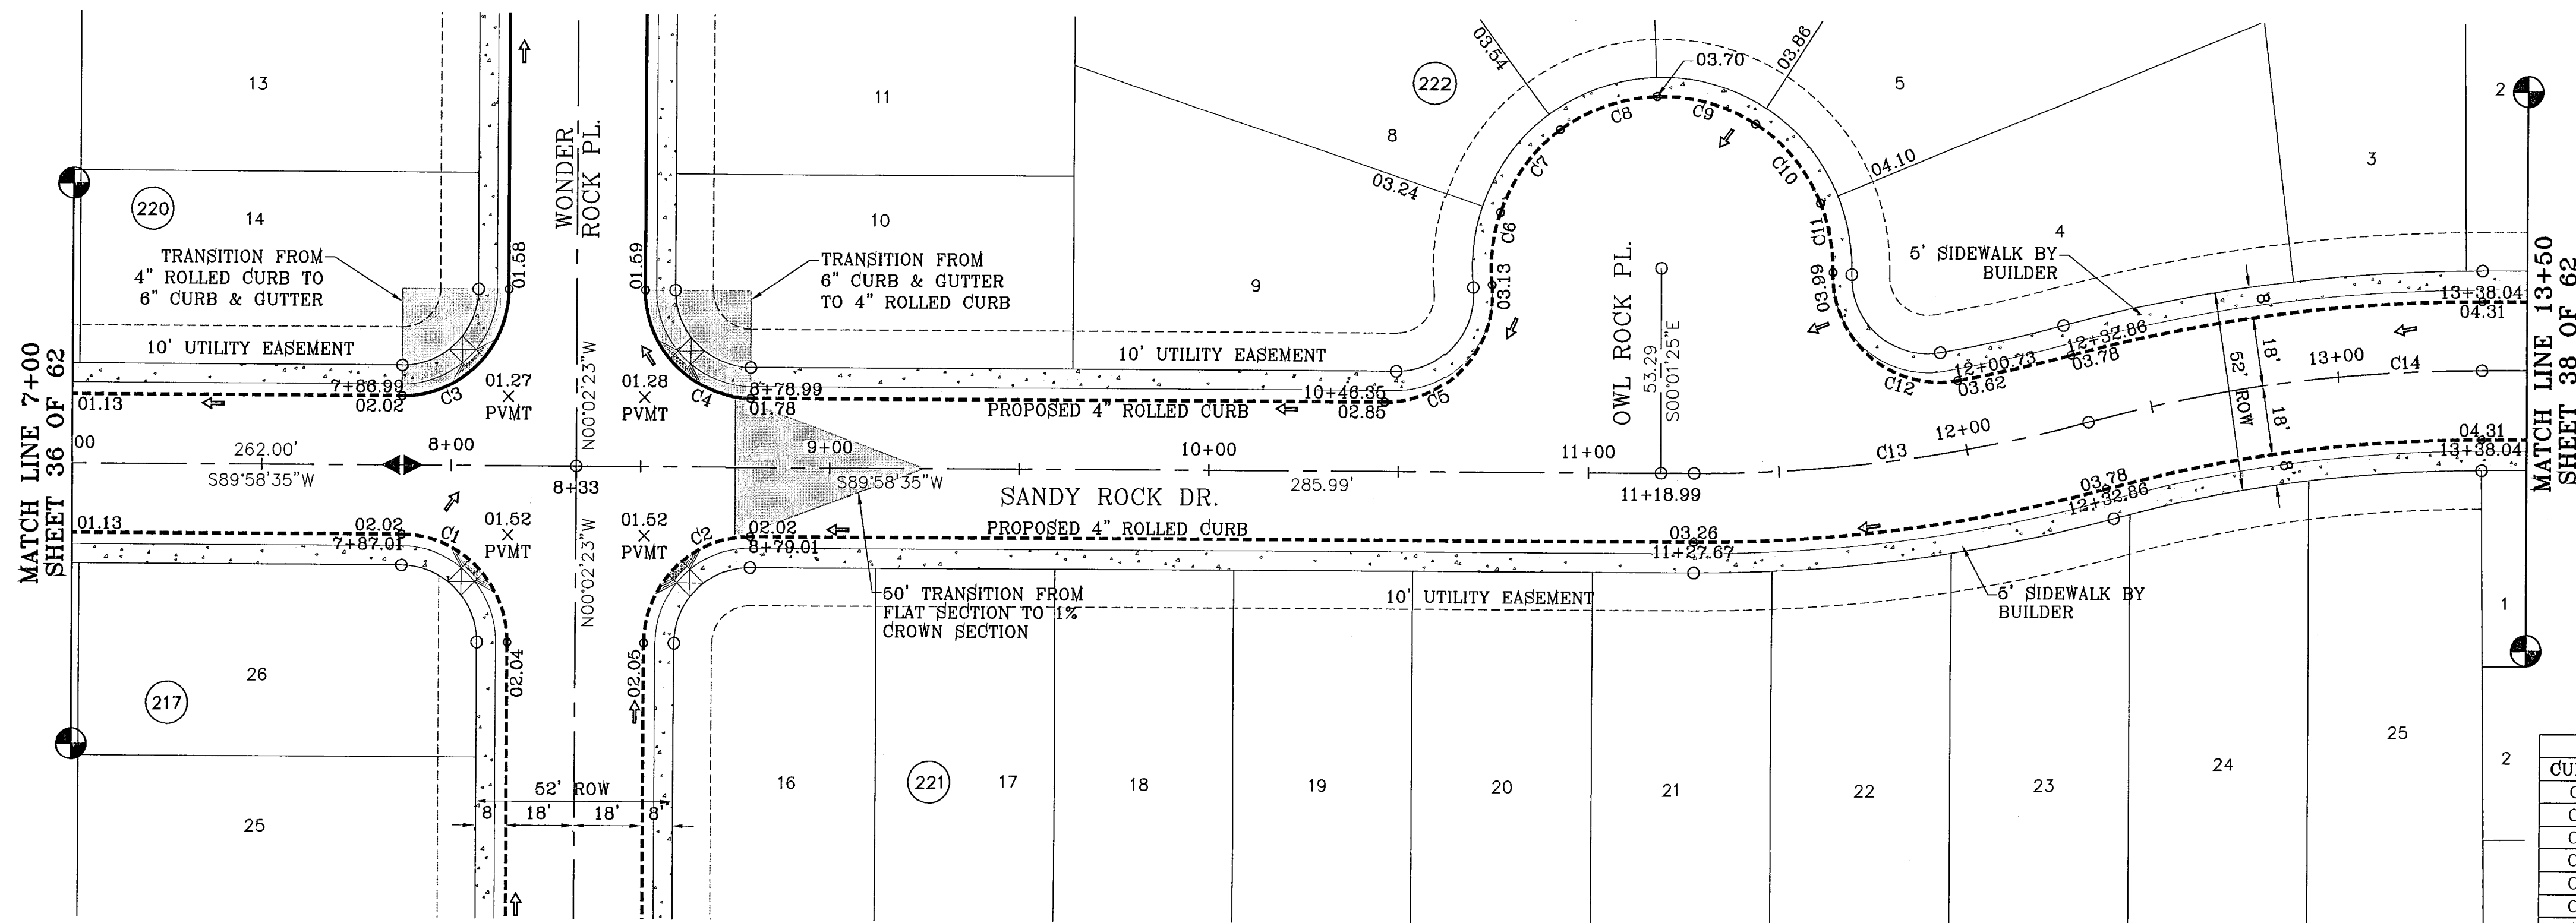 MATCH LINE 7+00
SHEET 36 OF 62
13
220
14
TRANSITION FROM
4" ROLLED CURB TO
6" CURB & GUTTER
10' UTILITY EASEMENT
7+86.99
02.02
01.13
C3
01.58
01.27
PVMT
WONDER
ROCK PL.
N00°02'23"W
01.59
01.28
PVMT
C4
11
10
TRANSITION FROM
6" CURB & GUTTER
TO 4" ROLLED CURB
8+78.99
01.78
10' UTILITY EASEMENT
PROPOSED 4" ROLLED CURB
10+46.35
02.85
C5
9
8
222
03.24
03.54
03.70
03.86
04.10
C6
C7
C8
C9
C10
C11
C12
03.13
03.99
OWL ROCK PL.
53.29
S00°01'25"E
5
4
3
2
5' SIDEWALK BY
BUILDER
12+00.73
03.62
12+32.86
03.78
13+38.04
04.31
8'
18'
18'
8'
52' ROW
13+00
C14
MATCH LINE 13+50
SHEET 38 OF 62
00
262.00'
S89°58'35"W
8+00
8+33
9+00
S89°58'35"W
10+00
285.99'
SANDY ROCK DR.
11+00
11+18.99
C13
12+00
04.31
13+38.04
01.13
02.02
7+87.01
C1
01.52
PVMT
01.52
PVMT
N00°02'23"W
C2
02.02
8+79.01
PROPOSED 4" ROLLED CURB
03.26
11+27.67
03.78
12+32.86
50' TRANSITION FROM
FLAT SECTION TO 1%
CROWN SECTION
10' UTILITY EASEMENT
5' SIDEWALK BY
BUILDER
02.04
02.05
26
217
25
52' ROW
8'
18'
18'
8'
16
221
17
18
19
20
21
22
23
24
25
1
2